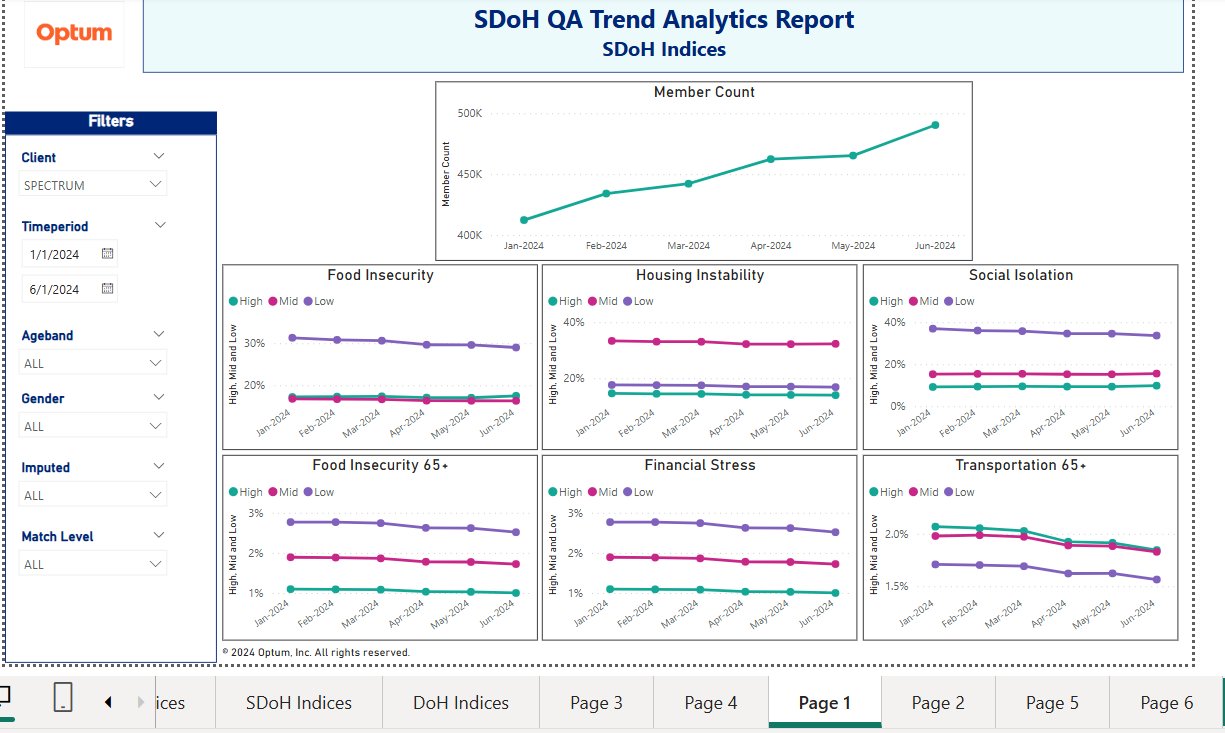 Optum
SDoH QA Trend Analytics Report
SDoH Indices
Filters
Client
SPECTRUM
Timeperiod
1/1/2024
6/1/2024
Ageband
ALL
Gender
ALL
Imputed
ALL
Match Level
ALL
Member Count
Member Count
500K
450K
400K
Jan-2024 Feb-2024 Mar-2024 Apr-2024 May-2024 Jun-2024
Food Insecurity
High Mid Low
High, Mid and Low
30%
20%
Jan-2024 Feb-2024 Mar-2024 Apr-2024 May-2024 Jun-2024
Housing Instability
High Mid Low
High, Mid and Low
40%
20%
Jan-2024 Feb-2024 Mar-2024 Apr-2024 May-2024 Jun-2024
Social Isolation
High Mid Low
High, Mid and Low
40%
20%
0%
Jan-2024 Feb-2024 Mar-2024 Apr-2024 May-2024 Jun-2024
Food Insecurity 65+
High Mid Low
High, Mid and Low
3%
2%
1%
Jan-2024 Feb-2024 Mar-2024 Apr-2024 May-2024 Jun-2024
Financial Stress
High Mid Low
High, Mid and Low
3%
2%
1%
Jan-2024 Feb-2024 Mar-2024 Apr-2024 May-2024 Jun-2024
Transportation 65+
High Mid Low
High, Mid and Low
2.0%
1.5%
Jan-2024 Feb-2024 Mar-2024 Apr-2024 May-2024 Jun-2024
© 2024 Optum, Inc. All rights reserved.
ices SDoH Indices DoH Indices Page 3 Page 4 Page 1 Page 2 Page 5 Page 6